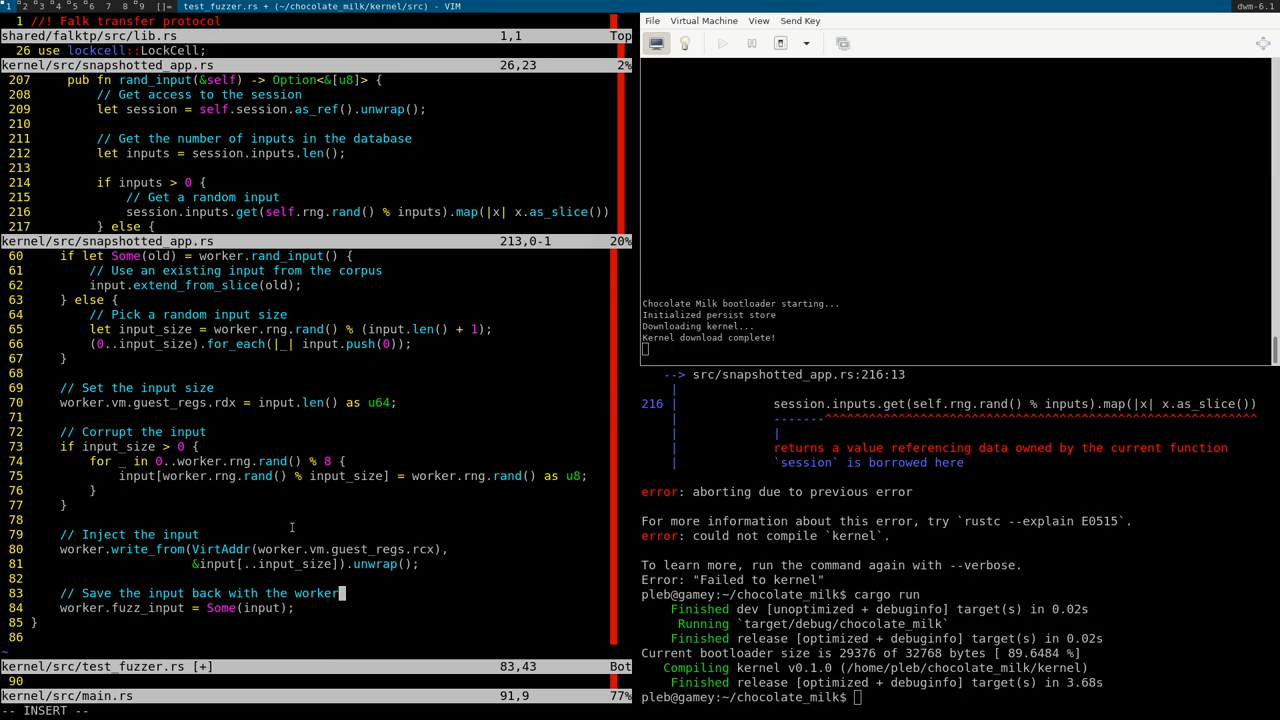 1 2 3 4 5 6 7 8 9 []= test_fuzzer.rs + (~/chocolate_milk/kernel/src) - VIM dwm-6.1
1 //! Falk transfer protocol
shared/falktp/src/lib.rs 1,1 Top
26 use lockcell::LockCell;
kernel/src/snapshotted_app.rs 26,23 2%
207 pub fn rand_input(&self) -> Option<&[u8]> {
208 // Get access to the session
209 let session = self.session.as_ref().unwrap();
210
211 // Get the number of inputs in the database
212 let inputs = session.inputs.len();
213
214 if inputs > 0 {
215 // Get a random input
216 session.inputs.get(self.rng.rand() % inputs).map(|x| x.as_slice())
217 } else {
kernel/src/snapshotted_app.rs 213,0-1 20%
60 if let Some(old) = worker.rand_input() {
61 // Use an existing input from the corpus
62 input.extend_from_slice(old);
63 } else {
64 // Pick a random input size
65 let input_size = worker.rng.rand() % (input.len() + 1);
66 (0..input_size).for_each(|_| input.push(0));
67 }
68
69 // Set the input size
70 worker.vm.guest_regs.rdx = input.len() as u64;
71
72 // Corrupt the input
73 if input_size > 0 {
74 for _ in 0..worker.rng.rand() % 8 {
75 input[worker.rng.rand() % input_size] = worker.rng.rand() as u8;
76 }
77 }
78
79 // Inject the input
80 worker.write_from(VirtAddr(worker.vm.guest_regs.rcx),
81 &input[..input_size]).unwrap();
82
83 // Save the input back with the worker
84 worker.fuzz_input = Some(input);
85 }
86
~
kernel/src/test_fuzzer.rs [+] 83,43 Bot
90
kernel/src/main.rs 91,9 77%
-- INSERT --
File Virtual Machine View Send Key
Chocolate Milk bootloader starting...
Initialized persist store
Downloading kernel...
Kernel download complete!
--> src/snapshotted_app.rs:216:13
|
216 | session.inputs.get(self.rng.rand() % inputs).map(|x| x.as_slice())
| -------^^^^^^^^^^^^^^^^^^^^^^^^^^^^^^^^^^^^^^^^^^^^^^^^^^^^^^^^^^^
| |
| returns a value referencing data owned by the current function
| `session` is borrowed here
error: aborting due to previous error
For more information about this error, try `rustc --explain E0515`.
error: could not compile `kernel`.
To learn more, run the command again with --verbose.
Error: "Failed to kernel"
pleb@gamey:~/chocolate_milk$ cargo run
Finished dev [unoptimized + debuginfo] target(s) in 0.02s
Running `target/debug/chocolate_milk`
Finished release [optimized + debuginfo] target(s) in 0.02s
Current bootloader size is 29376 of 32768 bytes [ 89.6484 %]
Compiling kernel v0.1.0 (/home/pleb/chocolate_milk/kernel)
Finished release [optimized + debuginfo] target(s) in 3.68s
pleb@gamey:~/chocolate_milk$